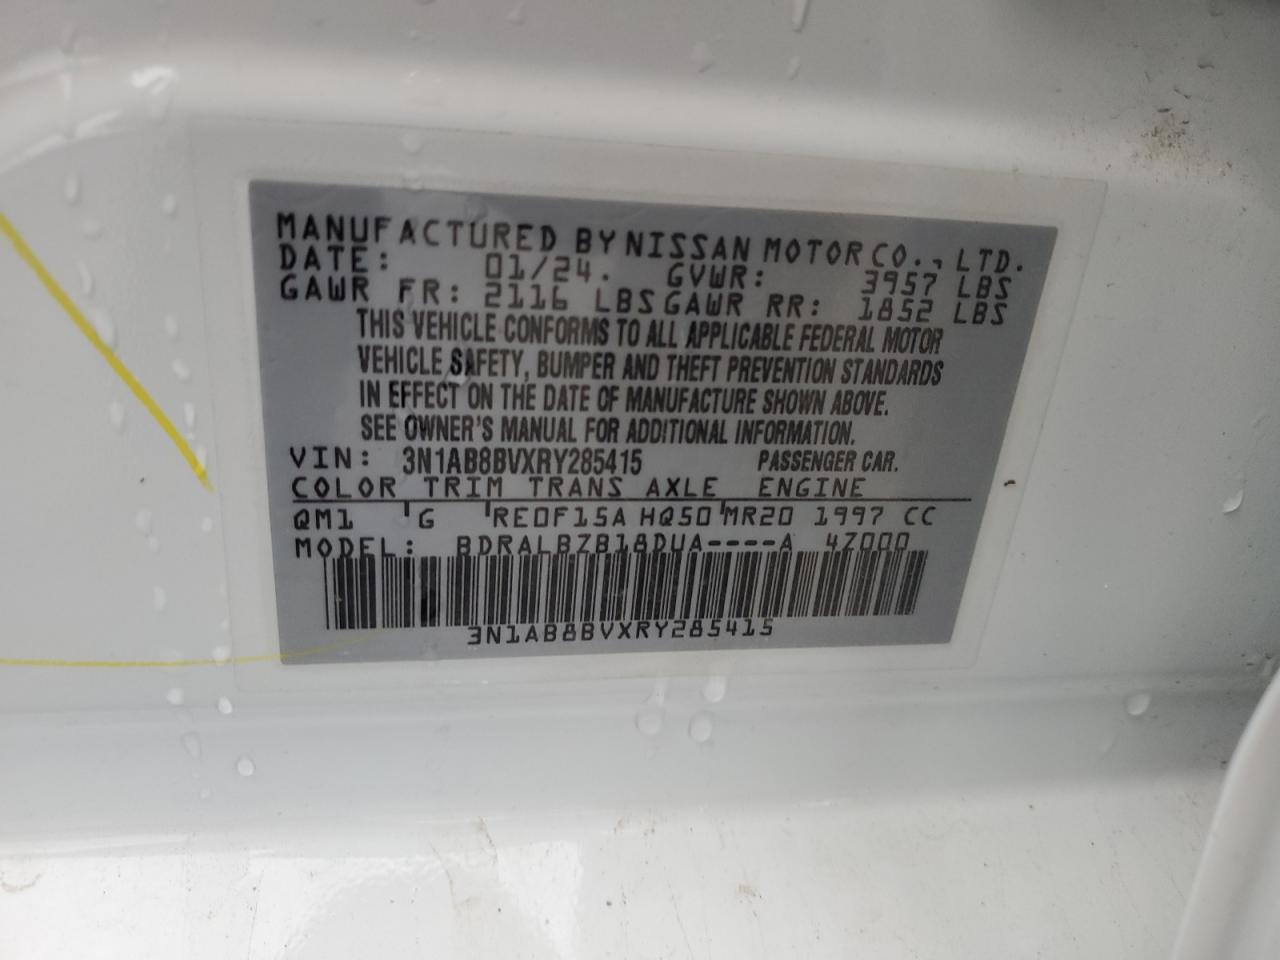 MANUFACTURED BY NISSAN MOTOR CO., LTD.
DATE: 01/24. GVWR: 3957 LBS
GAWR FR: 2116 LBS GAWR RR: 1852 LBS
THIS VEHICLE CONFORMS TO ALL APPLICABLE FEDERAL MOTOR
VEHICLE SAFETY, BUMPER AND THEFT PREVENTION STANDARDS
IN EFFECT ON THE DATE OF MANUFACTURE SHOWN ABOVE.
SEE OWNER'S MANUAL FOR ADDITIONAL INFORMATION.
VIN: 3N1AB8BVXRY285415 PASSENGER CAR.
COLOR TRIM TRANS AXLE ENGINE
QM1 'G 'RE0F15A HQ50'MR20 1997 CC
MODEL: BDRALBZB18DUA----A 4Z000
3N1AB8BVXRY285415